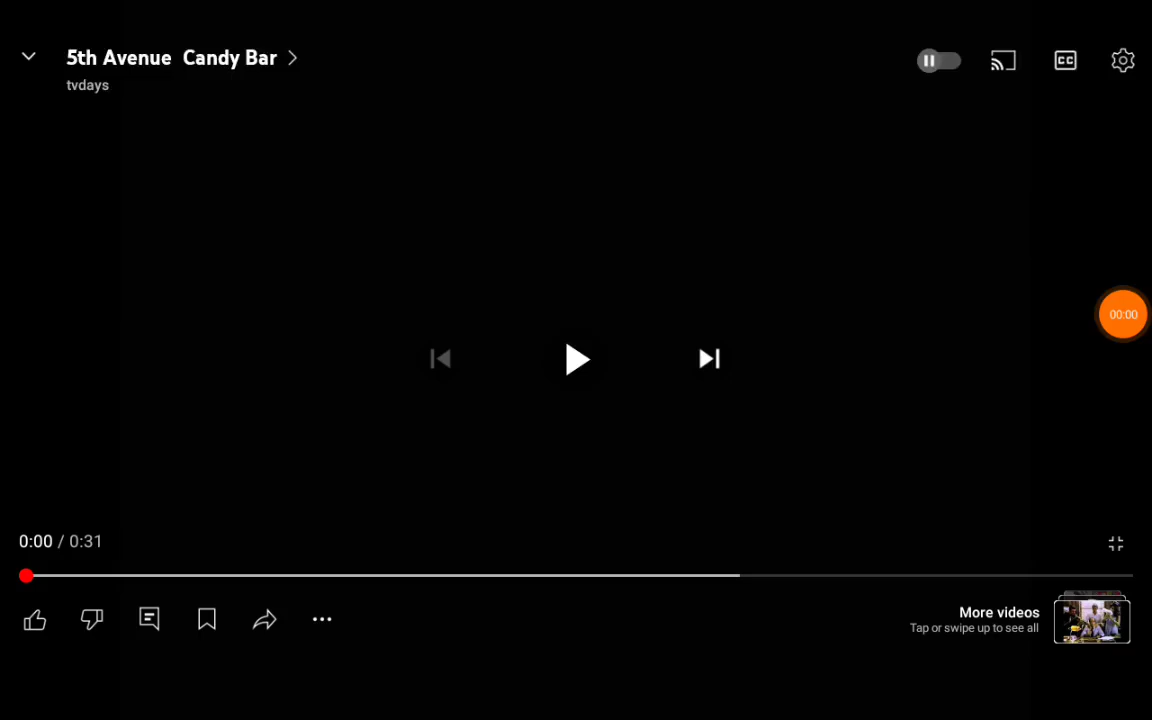 5th Avenue  Candy Bar
tvdays
CC
00:00
0:00 / 0:31
More videos
Tap or swipe up to see all